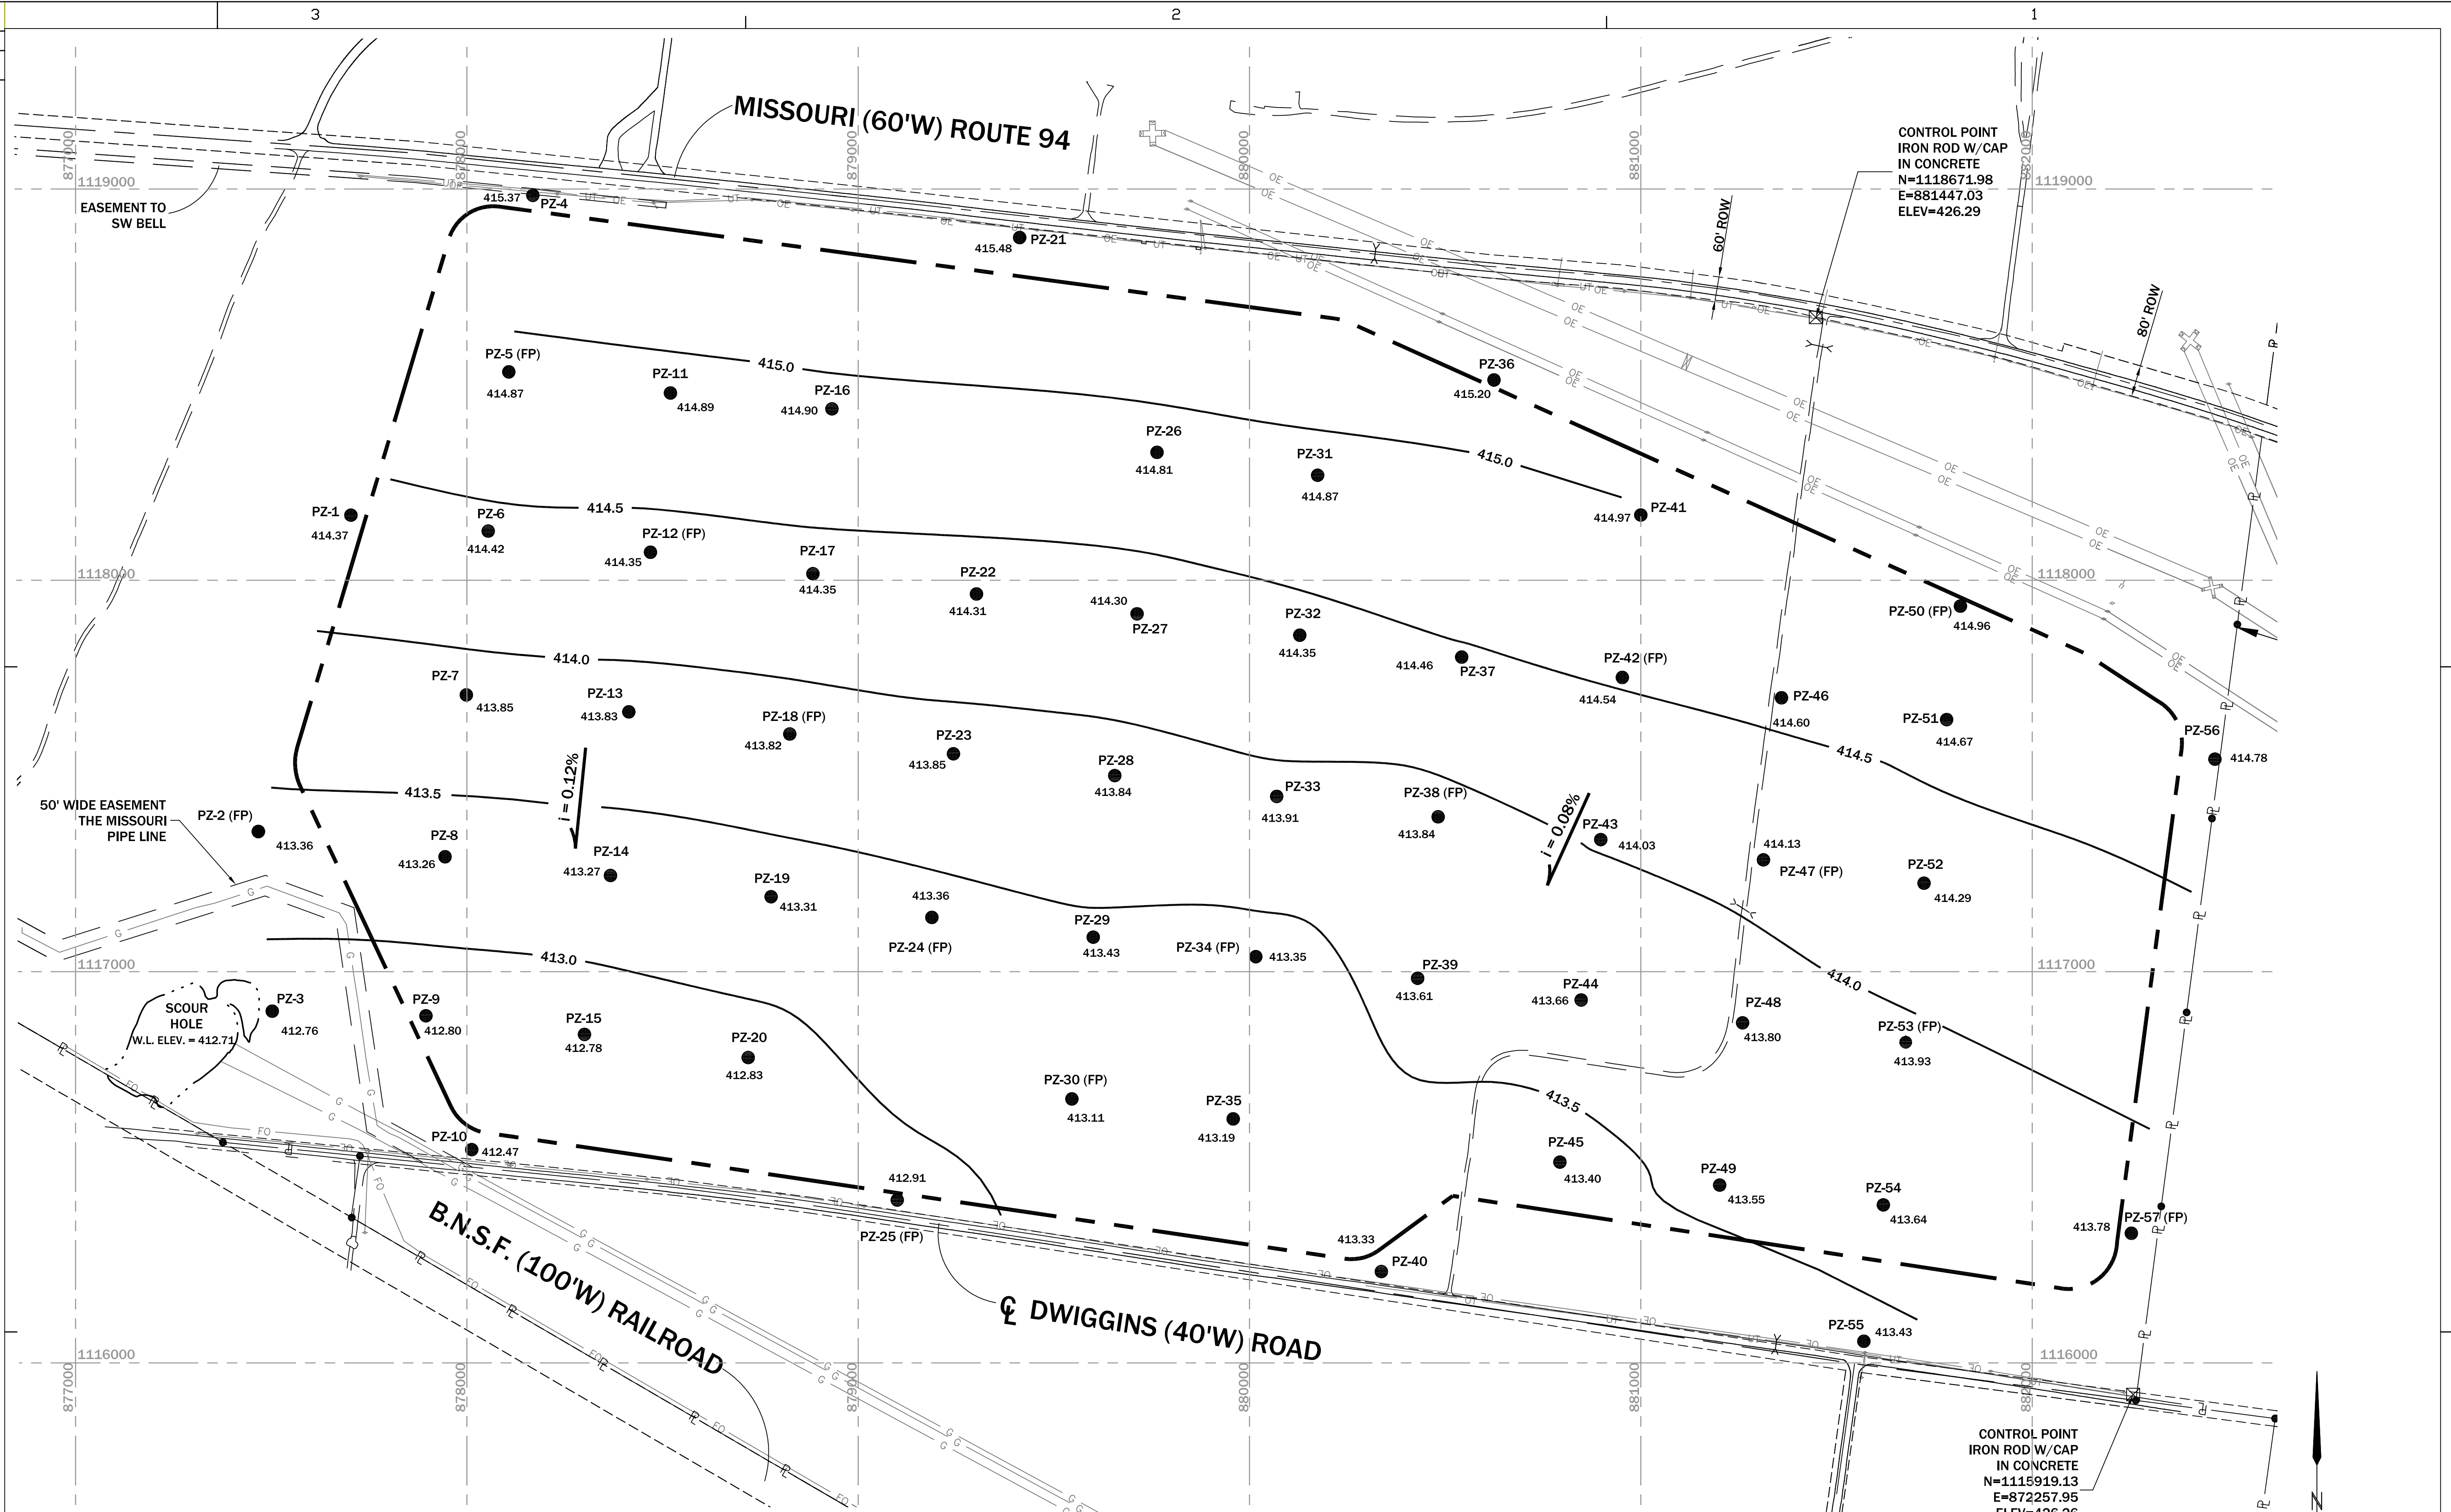 3
2
1
MISSOURI (60'W) ROUTE 94
877000
878000
879000
880000
881000
882000
1119000
1119000
CONTROL POINT
IRON ROD W/CAP
IN CONCRETE
N=1118671.98
E=881447.03
ELEV=426.29
EASEMENT TO
SW BELL
60' ROW
80' ROW
415.37
PZ-4
415.48
PZ-21
PZ-5 (FP)
414.87
PZ-11
414.89
415.0
PZ-16
414.90
PZ-36
415.20
PZ-26
414.81
PZ-31
414.87
415.0
PZ-41
414.97
PZ-1
414.37
PZ-6
414.42
414.5
PZ-12 (FP)
414.35
PZ-17
414.35
PZ-22
414.31
414.30
PZ-27
PZ-32
414.35
1118000
1118000
PZ-50 (FP)
414.96
414.46
PZ-37
PZ-42 (FP)
414.54
PZ-46
414.60
PZ-51
414.67
PZ-56
414.78
414.0
PZ-7
413.85
PZ-13
413.83
PZ-18 (FP)
413.82
PZ-23
413.85
PZ-28
413.84
PZ-33
413.91
PZ-38 (FP)
413.84
414.5
i = 0.12%
i = 0.08%
50' WIDE EASEMENT
THE MISSOURI
PIPE LINE
PZ-2 (FP)
413.36
413.5
PZ-8
413.26
PZ-14
413.27
PZ-19
413.31
413.36
PZ-24 (FP)
PZ-29
413.43
PZ-34 (FP)
413.35
PZ-43
414.03
414.13
PZ-47 (FP)
PZ-52
414.29
1117000
1117000
413.0
PZ-39
413.61
PZ-44
413.66
414.0
PZ-48
413.80
PZ-53 (FP)
413.93
SCOUR
HOLE
W.L. ELEV. = 412.71
PZ-3
412.76
PZ-9
412.80
PZ-15
412.78
PZ-20
412.83
PZ-30 (FP)
413.11
PZ-35
413.19
413.5
PZ-45
413.40
PZ-49
413.55
PZ-54
413.64
413.78
PZ-57 (FP)
PZ-10
412.47
412.91
PZ-25 (FP)
413.33
PZ-40
PZ-55
413.43
B.N.S.F. (100'W) RAILROAD
℄ DWIGGINS (40'W) ROAD
1116000
1116000
877000
878000
879000
880000
881000
882000
CONTROL POINT
IRON ROD W/CAP
IN CONCRETE
N=1115919.13
E=872257.95
N